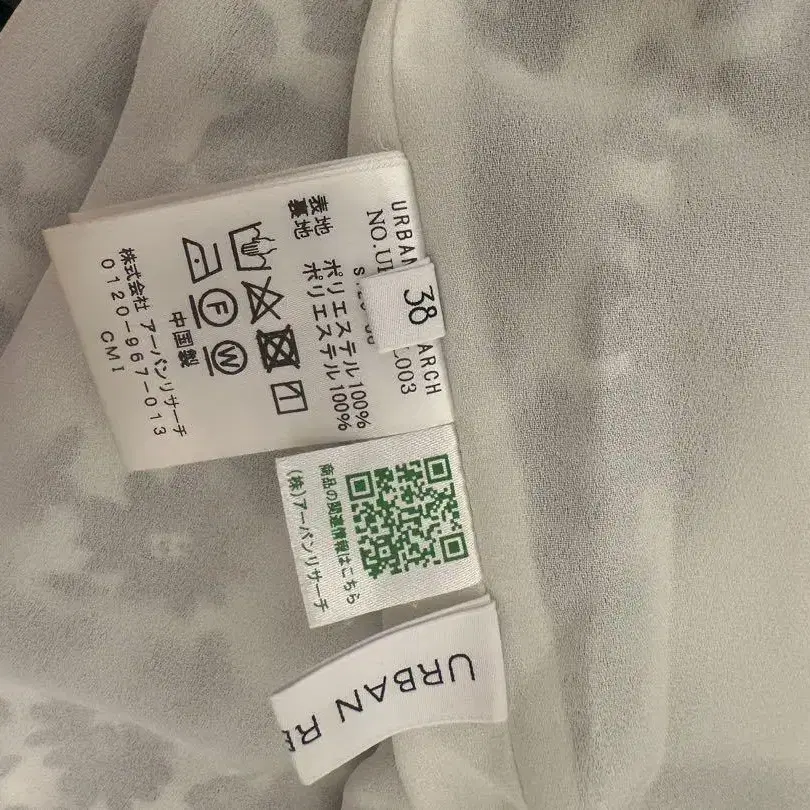 URBAN
ARCH
38
表地 ポリエステル100%
裏地 ポリエステル100%
F
W
中国製
株式会社 アーバンリサーチ
0120-967-013
CMI
商品の関連情報はこちら
(株)アーバンリサーチ
URBAN RE